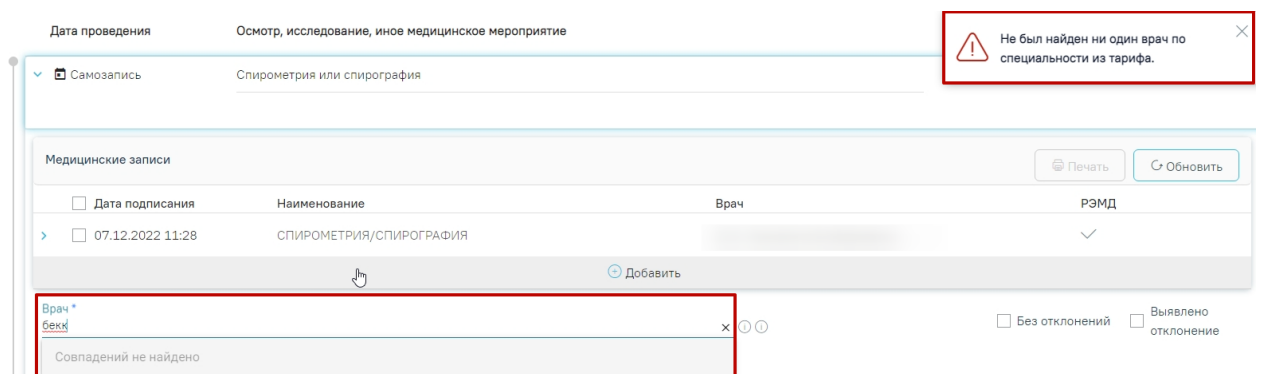 Дата проведения
Осмотр, исследование, иное медицинское мероприятие
Не был найден ни один врач по
специальности из тарифа.
Самозапись
Спирометрия или спирография
Медицинские записи
Печать
Обновить
Дата подписания
Наименование
Врач
РЭМД
07.12.2022 11:28
СПИРОМЕТРИЯ/СПИРОГРАФИЯ
Добавить
Врач *
бекк
Без отклонений
Выявлено
отклонение
Совпадений не найдено